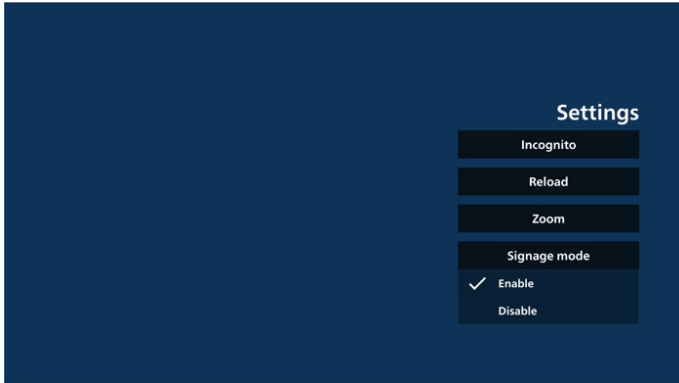 Settings
Incognito
Reload
Zoom
Signage mode
Enable
Disable